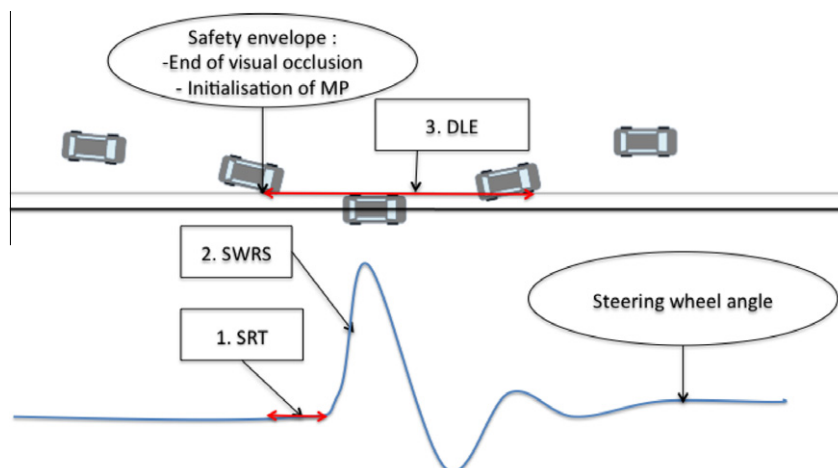 Safety envelope :
-End of visual occlusion
- Initialisation of MP
3. DLE
2. SWRS
1. SRT
Steering wheel angle